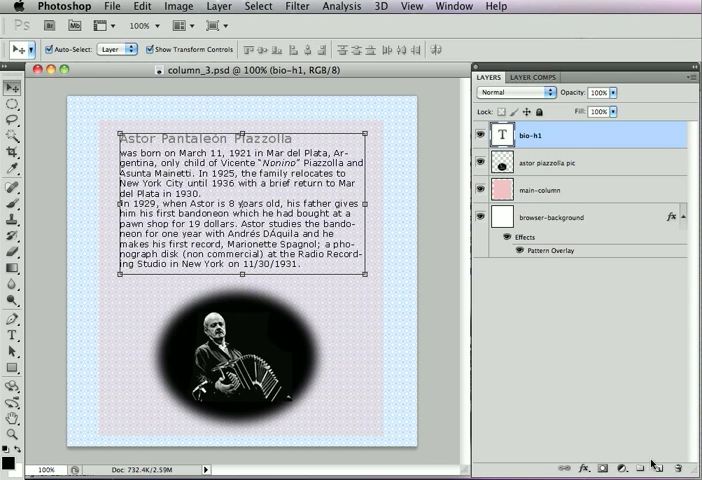 Photoshop File Edit Image Layer Select Filter Analysis 3D View Window Help
Ps Br Mb 100%
Auto-Select: Layer Show Transform Controls
column_3.psd @ 100% (bio-h1, RGB/8)
Astor Pantaleón Piazzolla
was born on March 11, 1921 in Mar del Plata, Ar-
gentina, only child of Vicente "Nonino" Piazzolla and
Asunta Mainetti. In 1925, the family relocates to
New York City until 1936 with a brief return to Mar
del Plata in 1930.
In 1929, when Astor is 8 years old, his father gives
him his first bandoneon which he had bought at a
pawn shop for 19 dollars. Astor studies the bando-
neon for one year with Andrés DÁquila and he
makes his first record, Marionette Spagnol; a pho-
nograph disk (non commercial) at the Radio Record-
ing Studio in New York on 11/30/1931.
100% Doc: 732.4K/2.59M
LAYERS LAYER COMPS
Normal Opacity: 100%
Lock: Fill: 100%
T bio-h1
astor piazzolla pic
main-column
browser-background fx
Effects
Pattern Overlay
fx